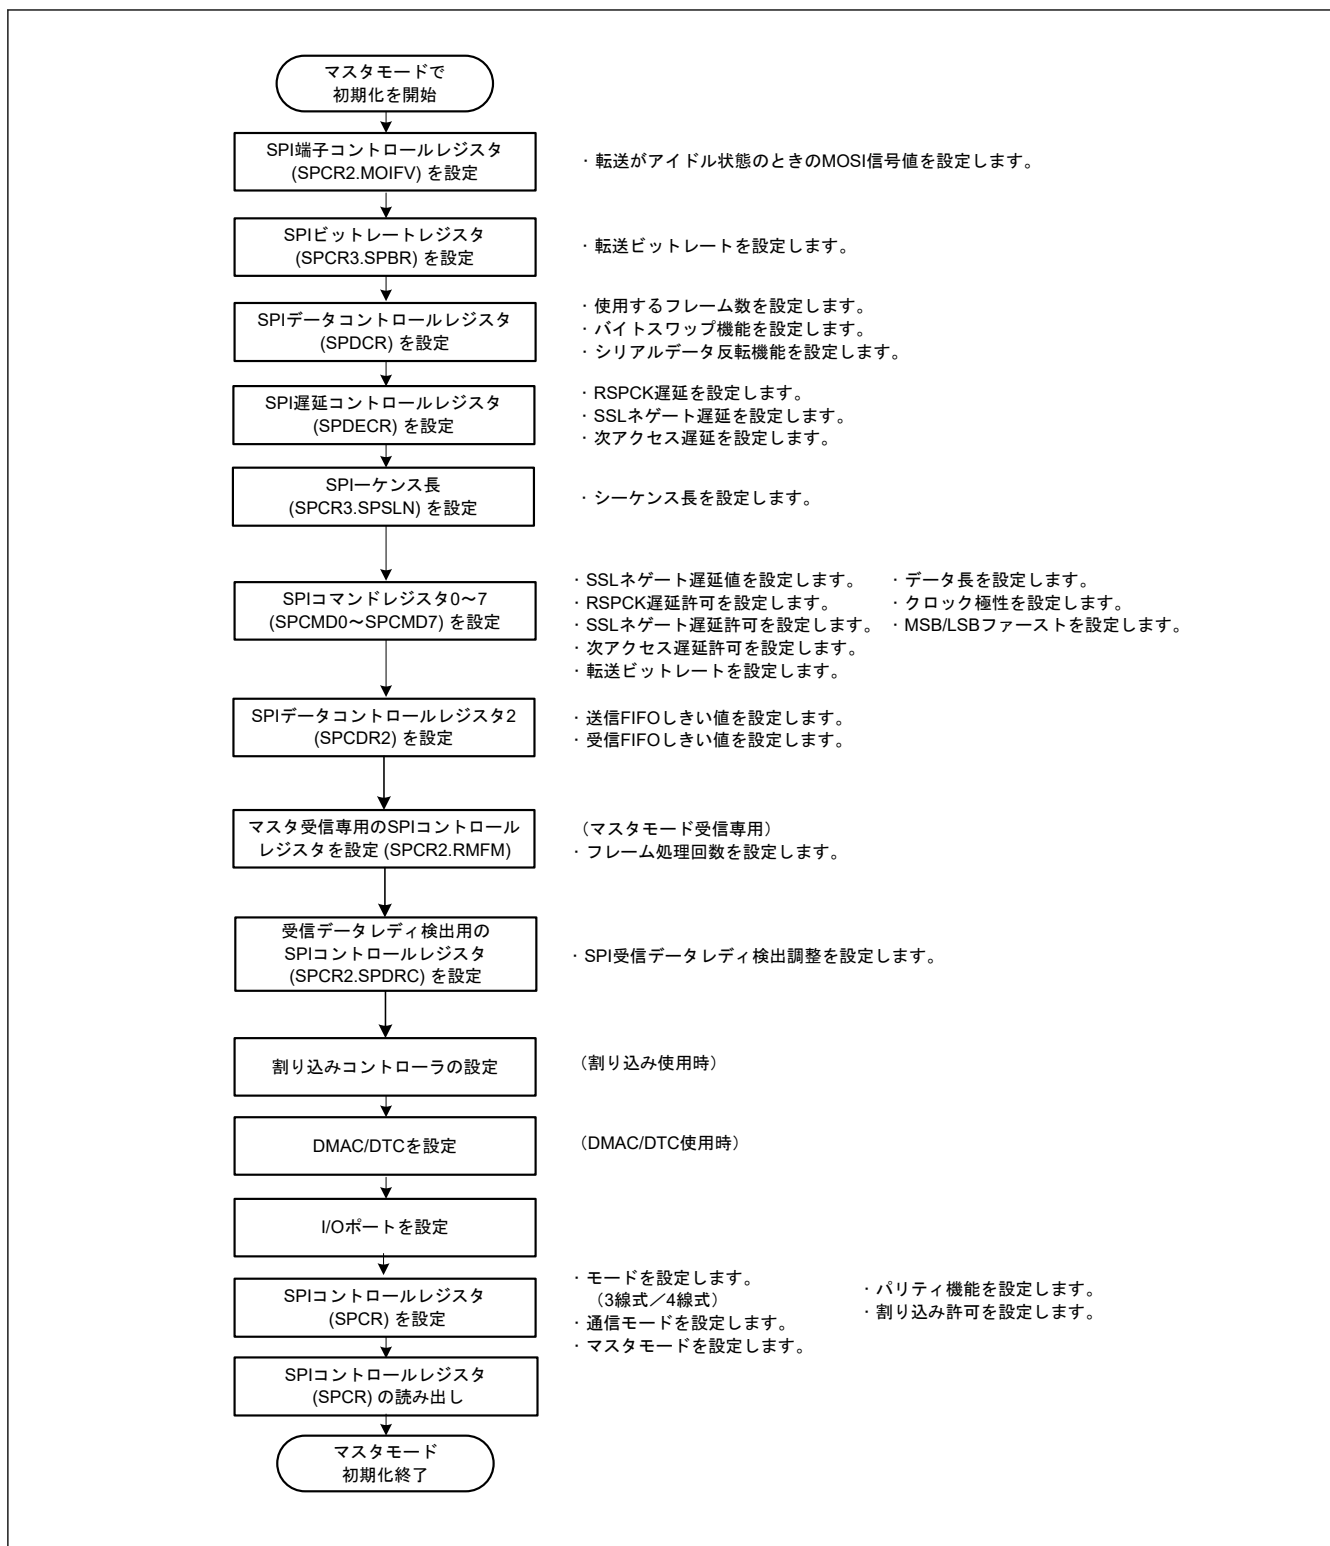 マスタモードで
初期化を開始
SPI端子コントロールレジスタ
(SPCR2.MOIFV) を設定
・転送がアイドル状態のときのMOSI信号値を設定します。
SPIビットレートレジスタ
(SPCR3.SPBR) を設定
・転送ビットレートを設定します。
SPIデータコントロールレジスタ
(SPDCR) を設定
・使用するフレーム数を設定します。
・バイトスワップ機能を設定します。
・シリアルデータ反転機能を設定します。
SPI遅延コントロールレジスタ
(SPDECR) を設定
・RSPCK遅延を設定します。
・SSLネゲート遅延を設定します。
・次アクセス遅延を設定します。
SPIーケンス長
(SPCR3.SPSLN) を設定
・シーケンス長を設定します。
SPIコマンドレジスタ0～7
(SPCMD0～SPCMD7) を設定
・SSLネゲート遅延値を設定します。
・RSPCK遅延許可を設定します。
・SSLネゲート遅延許可を設定します。
・次アクセス遅延許可を設定します。
・転送ビットレートを設定します。
・データ長を設定します。
・クロック極性を設定します。
・MSB/LSBファーストを設定します。
SPIデータコントロールレジスタ2
(SPCDR2) を設定
・送信FIFOしきい値を設定します。
・受信FIFOしきい値を設定します。
マスタ受信専用のSPIコントロール
レジスタを設定 (SPCR2.RMFM)
（マスタモード受信専用）
・フレーム処理回数を設定します。
受信データレディ検出用の
SPIコントロールレジスタ
(SPCR2.SPDRC) を設定
・SPI受信データレディ検出調整を設定します。
割り込みコントローラの設定
（割り込み使用時）
DMAC/DTCを設定
（DMAC/DTC使用時）
I/Oポートを設定
SPIコントロールレジスタ
(SPCR) を設定
・モードを設定します。
（3線式／4線式）
・通信モードを設定します。
・マスタモードを設定します。
・パリティ機能を設定します。
・割り込み許可を設定します。
SPIコントロールレジスタ
(SPCR) の読み出し
マスタモード
初期化終了